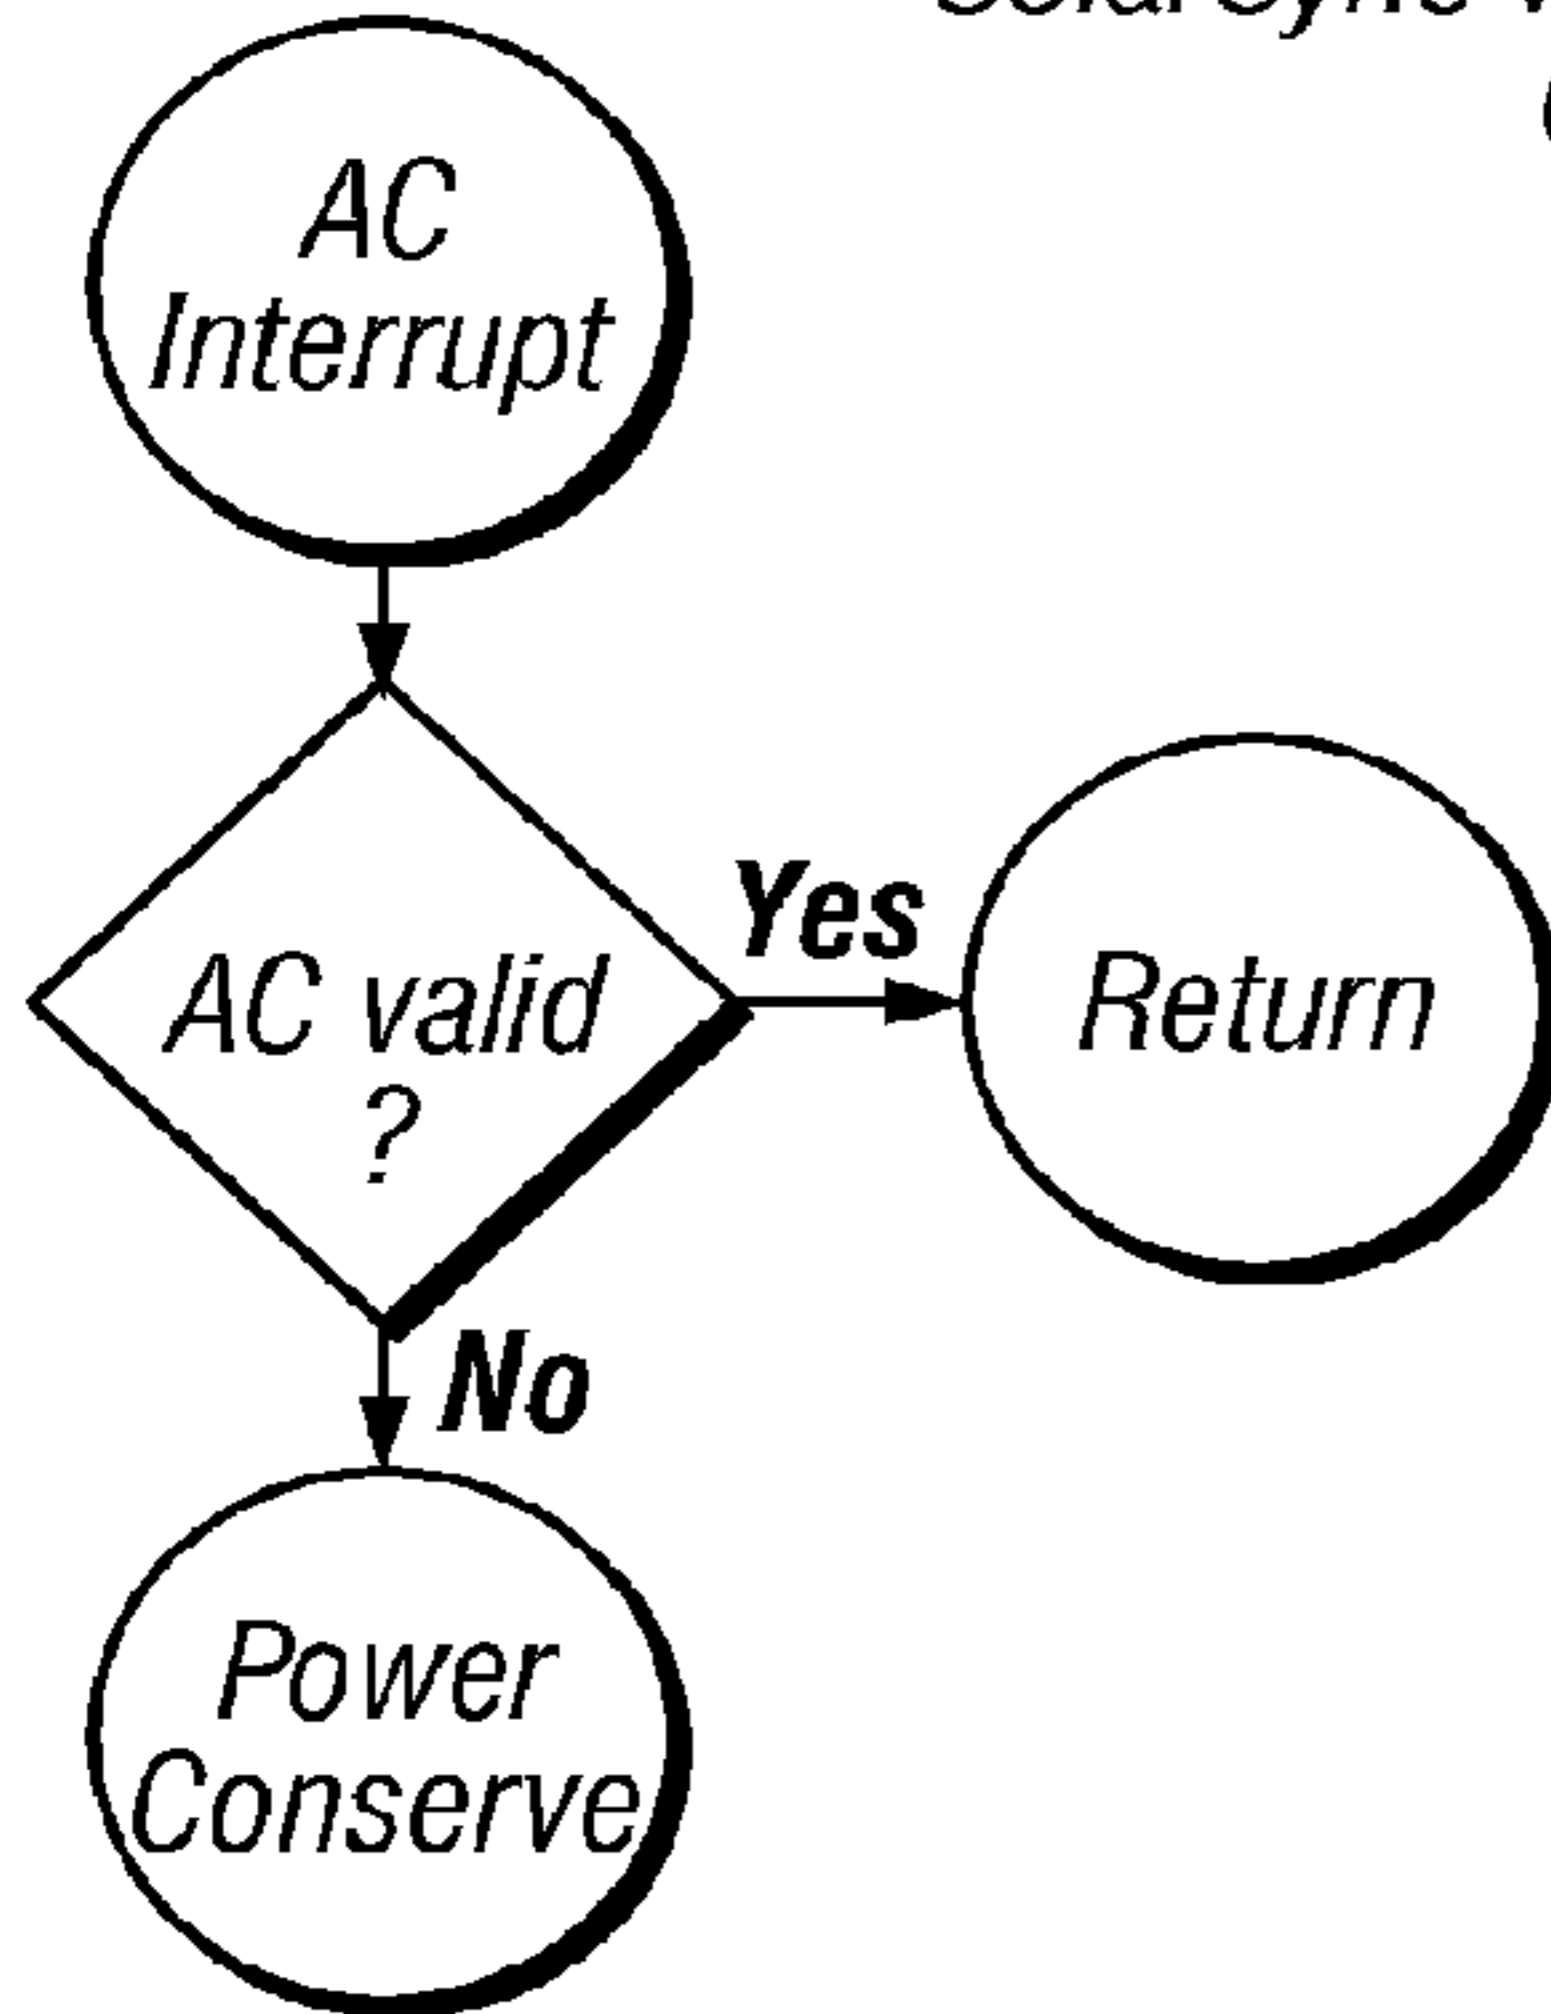 AC
Interrupt
AC valid
?
Yes
Return
No
Power
Conserve